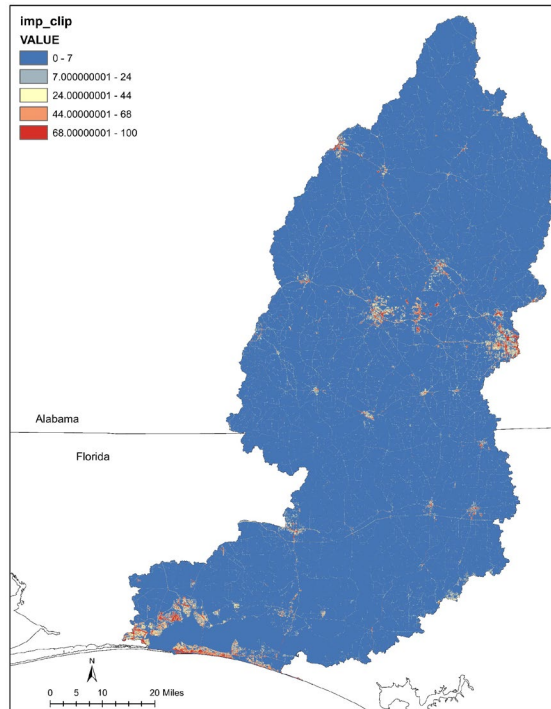 imp_clip
VALUE
0 - 7
7.000000001 - 24
24.00000001 - 44
44.00000001 - 68
68.00000001 - 100
Alabama
Florida
N
0 5 10 20 Miles